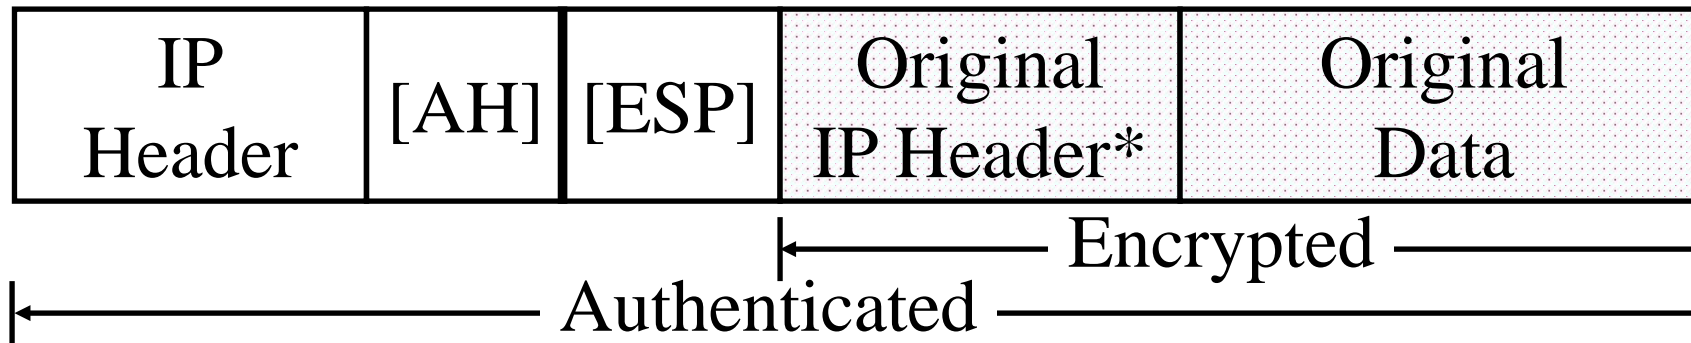 IP
Header
[AH]
[ESP]
Original
IP Header*
Original
Data
Encrypted
Authenticated